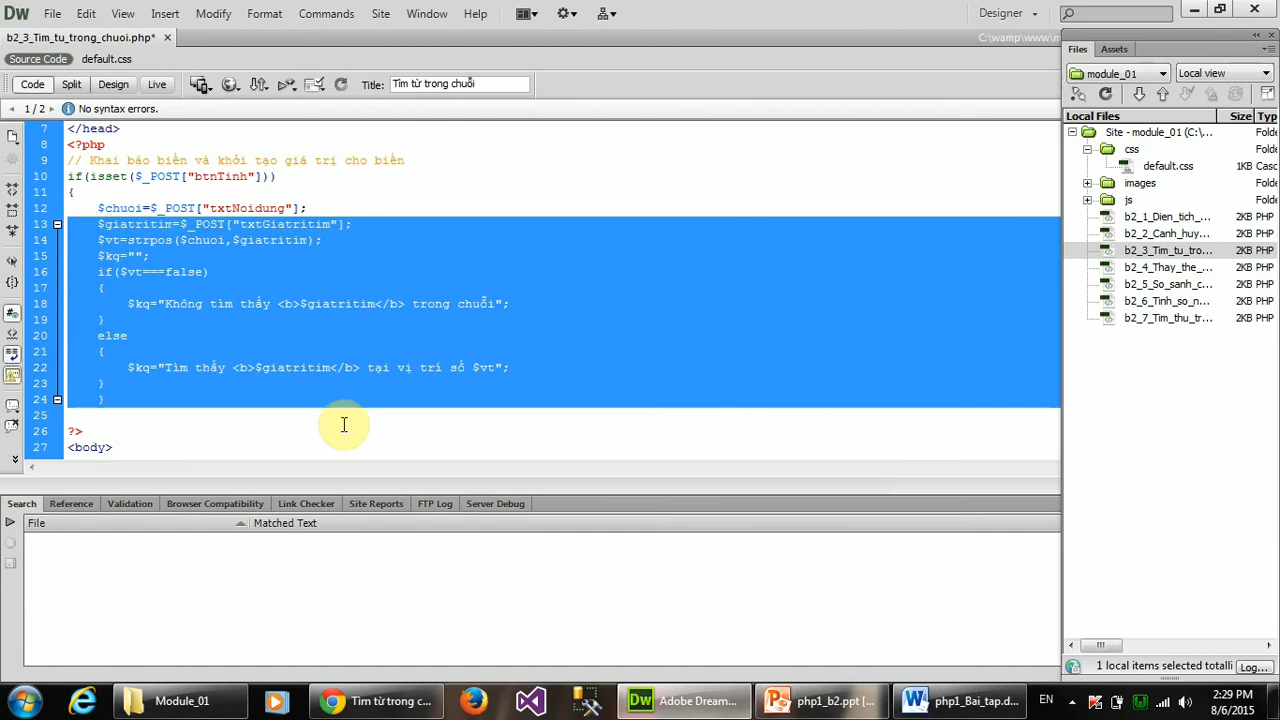 Dw File Edit View Insert Modify Format Commands Site Window Help Designer
b2_3_Tim_tu_trong_chuoi.php* × C:\wamp\www\m
Source Code default.css
Code Split Design Live Title: Tìm từ trong chuỗi
1 / 2 No syntax errors.
7 </head>
8 <?php
9 // Khai báo biến và khởi tạo giá trị cho biến
10 if(isset($_POST["btnTinh"]))
11 {
12 $chuoi=$_POST["txtNoidung"];
13 $giatritim=$_POST["txtGiatritim"];
14 $vt=strpos($chuoi,$giatritim);
15 $kq="";
16 if($vt===false)
17 {
18 $kq="Không tìm thấy <b>$giatritim</b> trong chuỗi";
19 }
20 else
21 {
22 $kq="Tìm thấy <b>$giatritim</b> tại vị trí số $vt";
23 }
24 }
25
26 ?>
27 <body>
Search Reference Validation Browser Compatibility Link Checker Site Reports FTP Log Server Debug
File Matched Text
Files Assets
module_01 Local view
Local Files Size Typ
Site - module_01 (C:\... Folde
css Folde
default.css 1KB Casca
images Folde
js Folde
b2_1_Dien_tich_... 2KB PHP
b2_2_Canh_huy... 2KB PHP
b2_3_Tim_tu_tro... 2KB PHP
b2_4_Thay_the_... 2KB PHP
b2_5_So_sanh_c... 2KB PHP
b2_6_Tinh_so_n... 2KB PHP
b2_7_Tim_thu_tr... 2KB PHP
1 local items selected totalli Log...
Module_01 Tìm từ trong c... Dw Adobe Dream... php1_b2.ppt [... php1_Bai_tap.d... EN 2:29 PM
8/6/2015